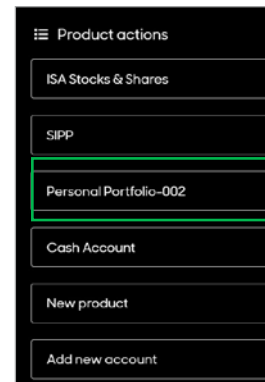 Product actions
ISA Stocks & Shares
SIPP
Personal Portfolio-002
Cash Account
New product
Add new account